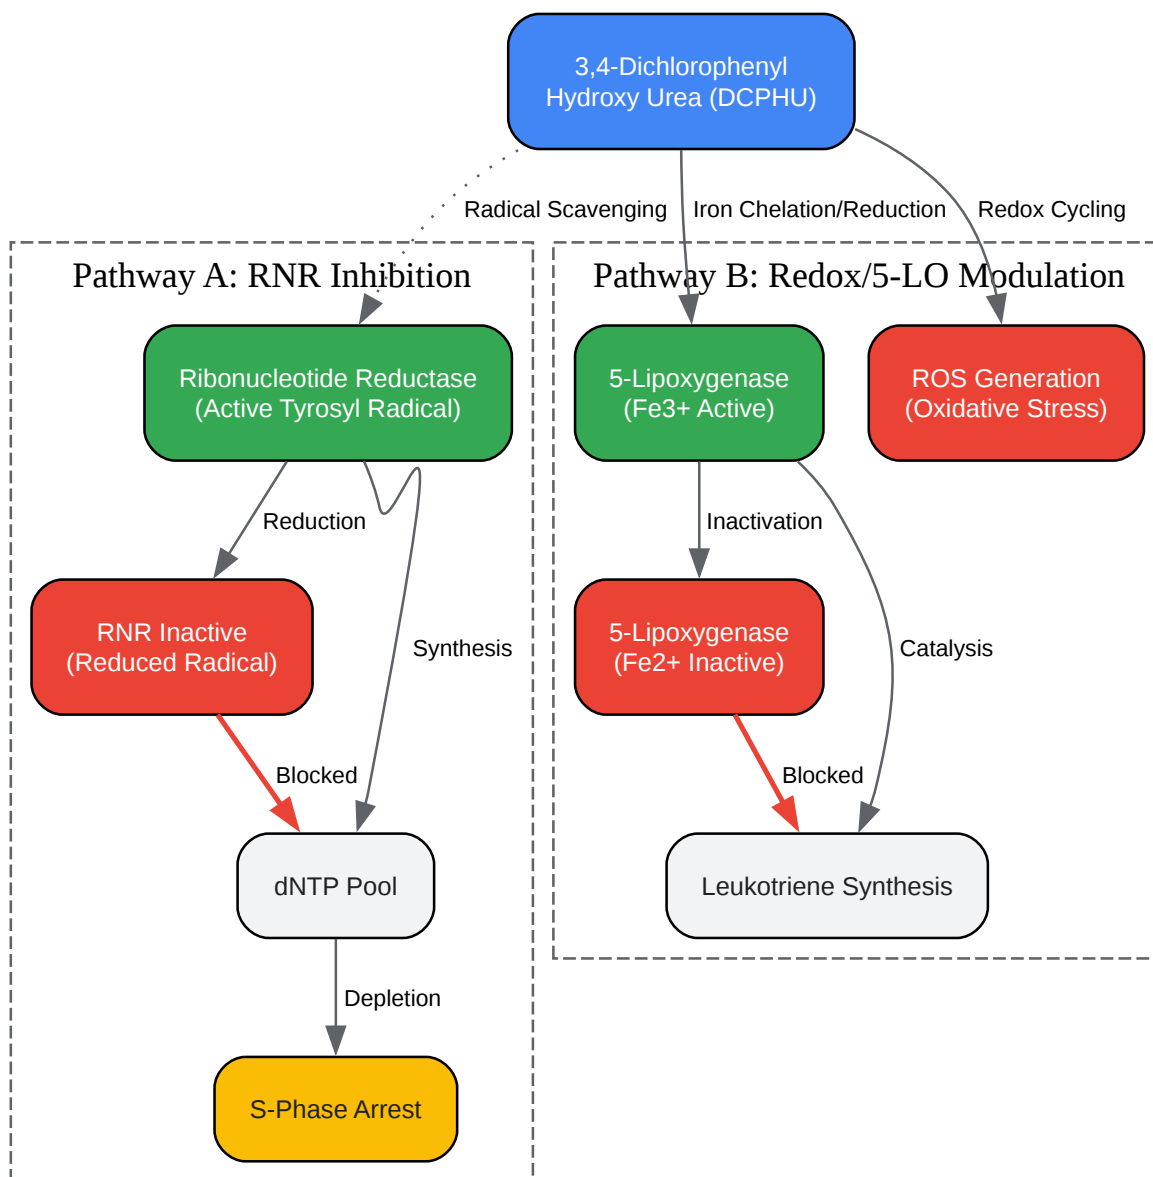 3,4-Dichlorophenyl
Hydroxy Urea (DCPHU)
Radical Scavenging
Iron Chelation/Reduction
Redox Cycling
Pathway A: RNR Inhibition
Pathway B: Redox/5-LO Modulation
Ribonucleotide Reductase
(Active Tyrosyl Radical)
5-Lipoxygenase
(Fe3+ Active)
ROS Generation
(Oxidative Stress)
Reduction
Inactivation
RNR Inactive
(Reduced Radical)
Synthesis
5-Lipoxygenase
(Fe2+ Inactive)
Catalysis
Blocked
Blocked
dNTP Pool
Leukotriene Synthesis
Depletion
S-Phase Arrest